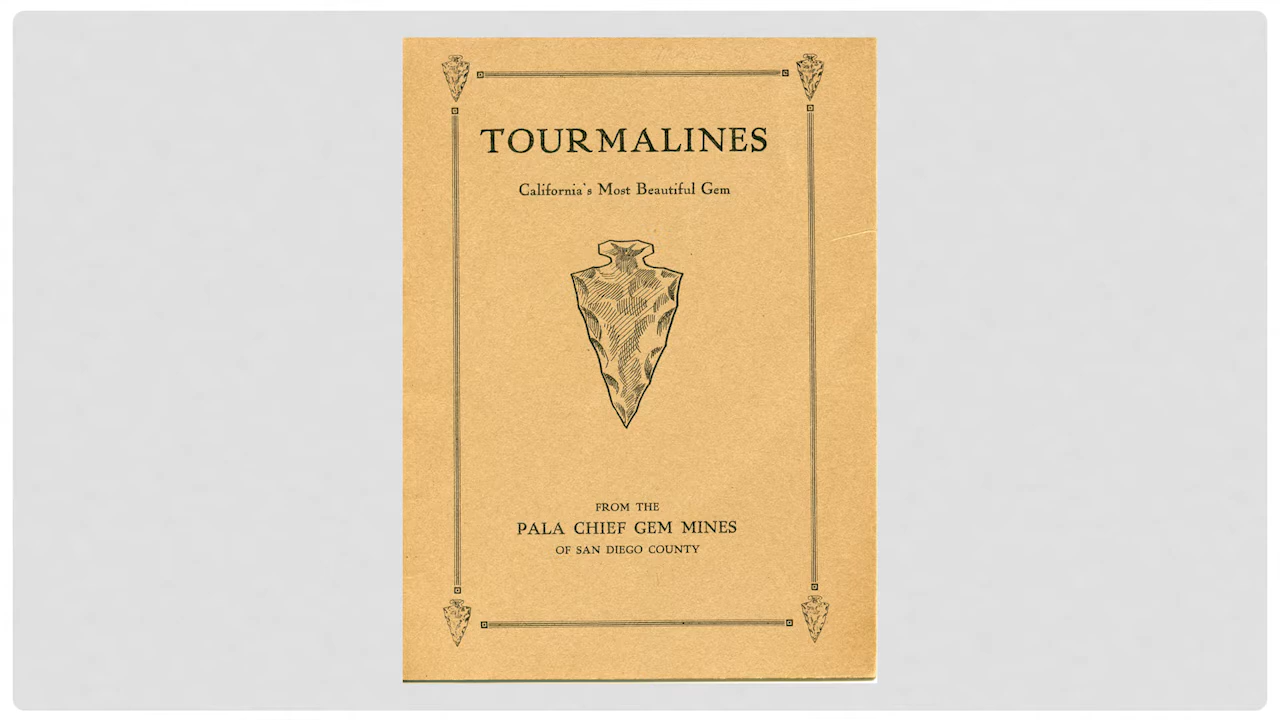 TOURMALINES
California's Most Beautiful Gem
FROM THE
PALA CHIEF GEM MINES
OF SAN DIEGO COUNTY